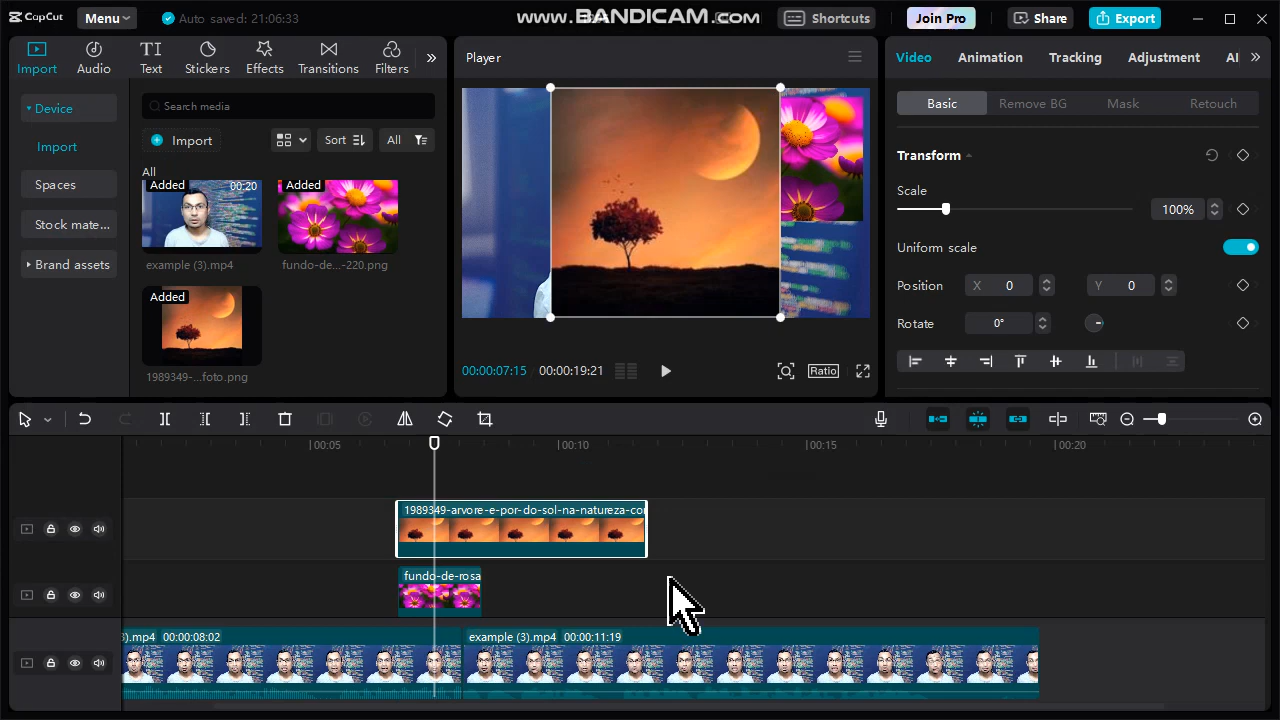 CapCut
Menu
Auto saved: 21:06:33
www.BANDICAM.com
Shortcuts
Join Pro
Share
Export
Import
Audio
Text
Stickers
Effects
Transitions
Filters
Player
Video
Animation
Tracking
Adjustment
AI
Device
Import
Spaces
Stock mate...
Brand assets
Search media
Import
Sort
All
All
Added
00:20
example (3).mp4
Added
fundo-de...-220.png
Added
1989349-...foto.png
00:00:07:15
00:00:19:21
Ratio
Basic
Remove BG
Mask
Retouch
Transform
Scale
100%
Uniform scale
Position
X
0
Y
0
Rotate
0°
00:05
00:10
00:15
00:20
1989349-arvore-e-por-do-sol-na-natureza-co
fundo-de-rosa
3).mp4 00:00:08:02
example (3).mp4 00:00:11:19